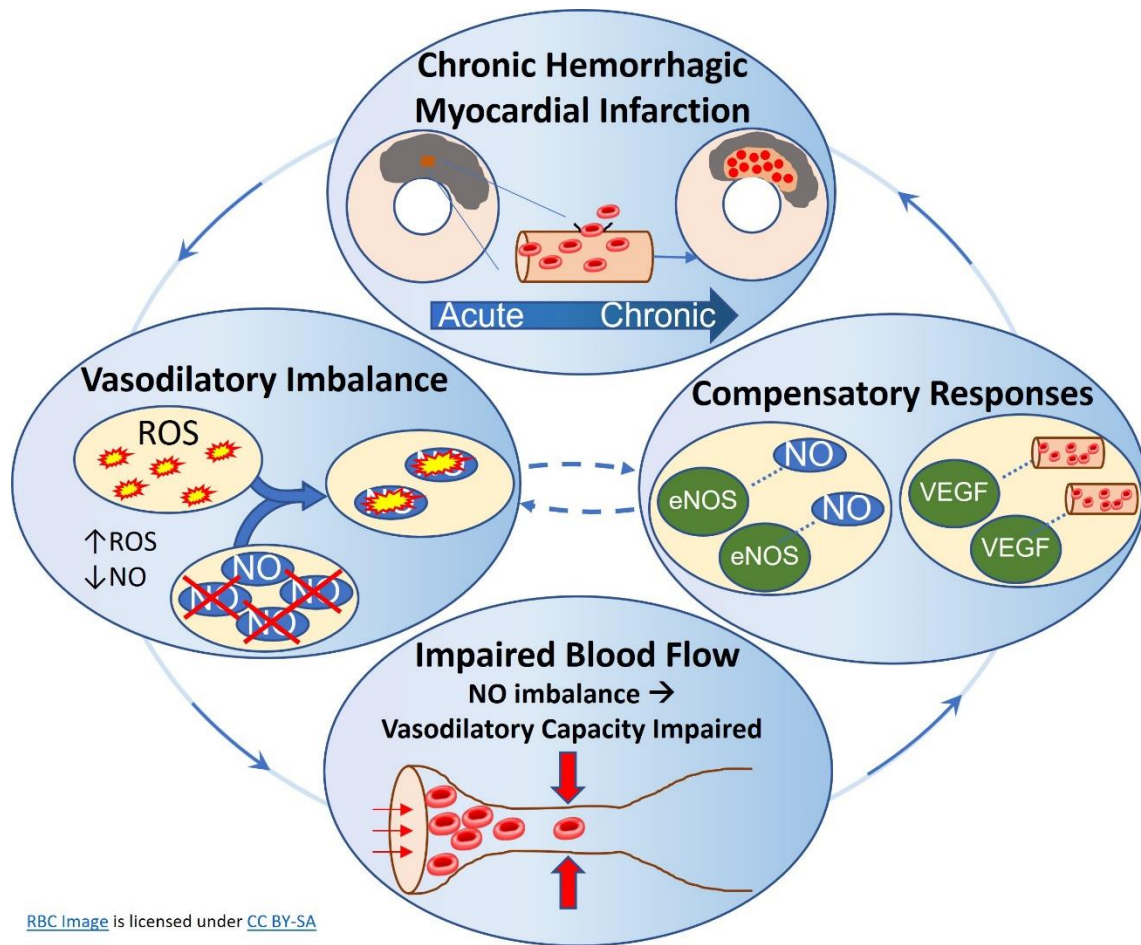 Chronic Hemorrhagic
Myocardial Infarction
Acute Chronic
Vasodilatory Imbalance
ROS
↑ROS
↓NO
NO
NO
NO
NO
Compensatory Responses
NO
eNOS
NO
eNOS
VEGF
VEGF
Impaired Blood Flow
NO imbalance →
Vasodilatory Capacity Impaired
RBC Image is licensed under CC BY-SA